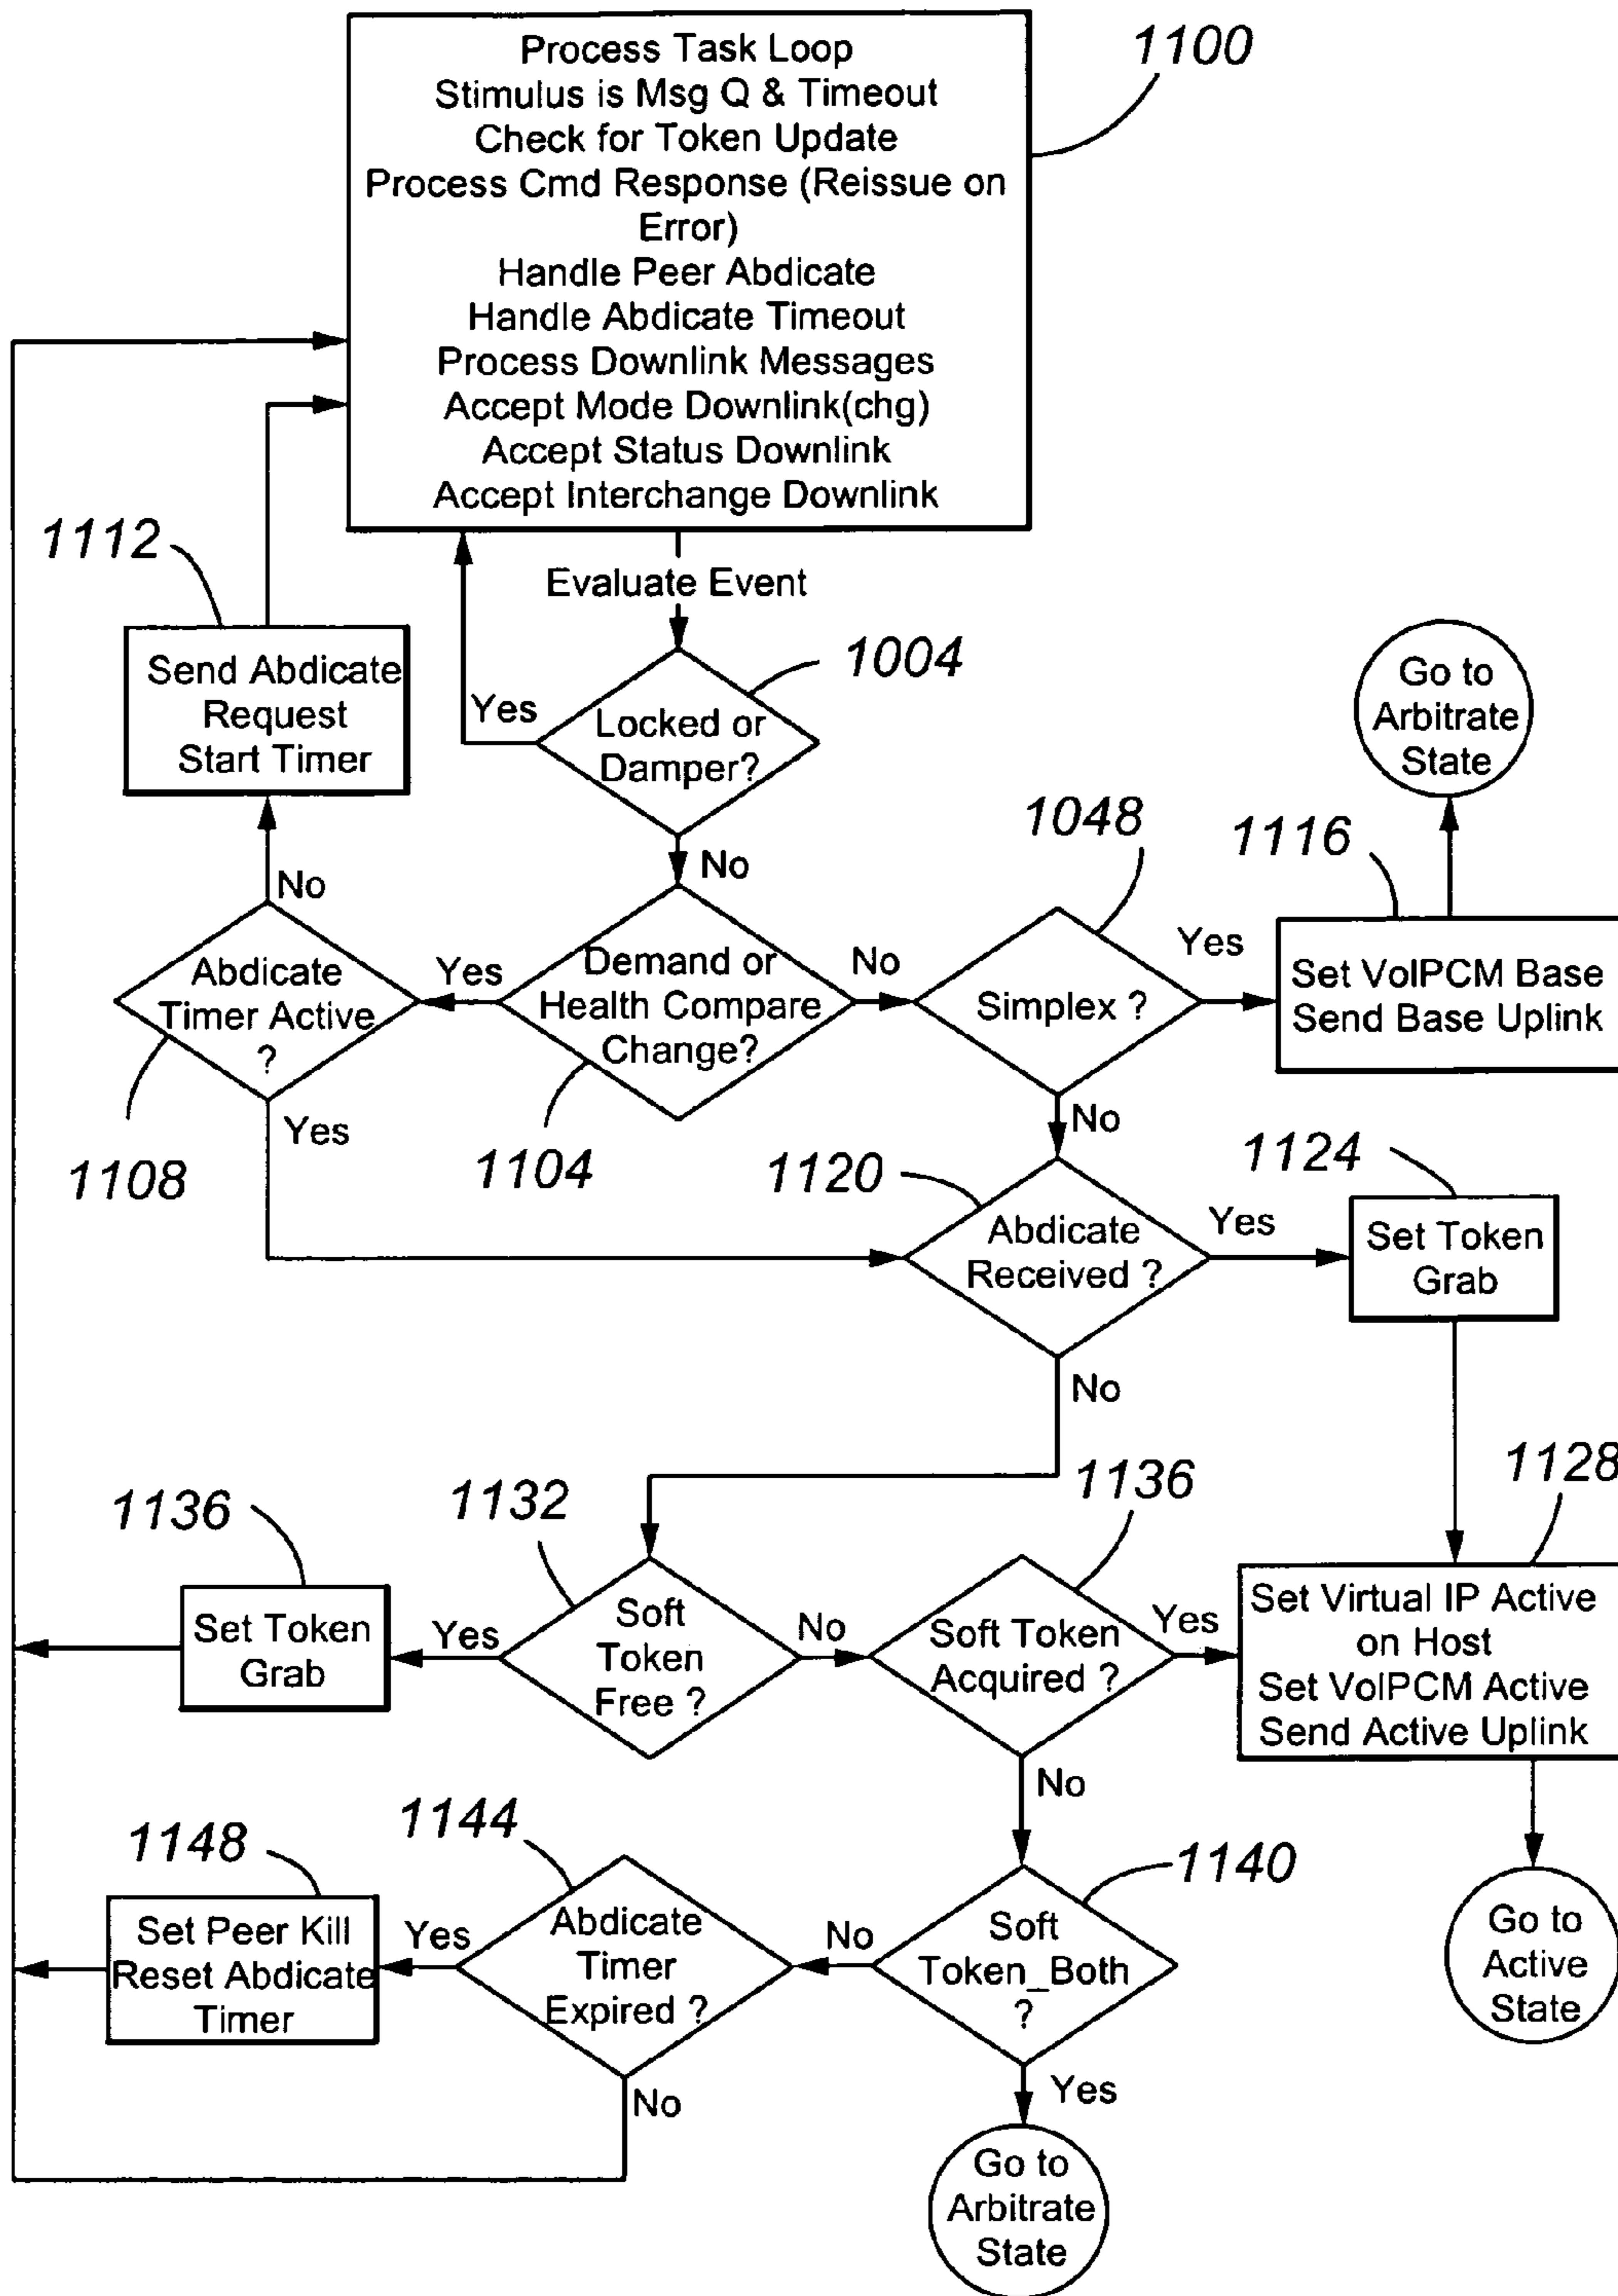 Process Task Loop
Stimulus is Msg Q & Timeout
Check for Token Update
Process Cmd Response (Reissue on
Error)
Handle Peer Abdicate
Handle Abdicate Timeout
Process Downlink Messages
Accept Mode Downlink(chg)
Accept Status Downlink
Accept Interchange Downlink
1100
Evaluate Event
1112
Send Abdicate
Request
Start Timer
Yes
Locked or
Damper?
1004
No
Go to
Arbitrate
State
No
Abdicate
Timer Active
?
1108
Yes
Yes
Demand or
Health Compare
Change?
1104
No
Simplex ?
1048
Yes
1116
Set VoIPCM Base
Send Base Uplink
No
1120
Abdicate
Received ?
Yes
1124
Set Token
Grab
No
1136
Set Token
Grab
Yes
1132
Soft
Token
Free ?
No
1136
Soft Token
Acquired ?
Yes
1128
Set Virtual IP Active
on Host
Set VoIPCM Active
Send Active Uplink
No
1148
Set Peer Kill
Reset Abdicate
Timer
Yes
1144
Abdicate
Timer
Expired ?
No
No
1140
Soft
Token_Both
?
Yes
Go to
Active
State
Go to
Arbitrate
State